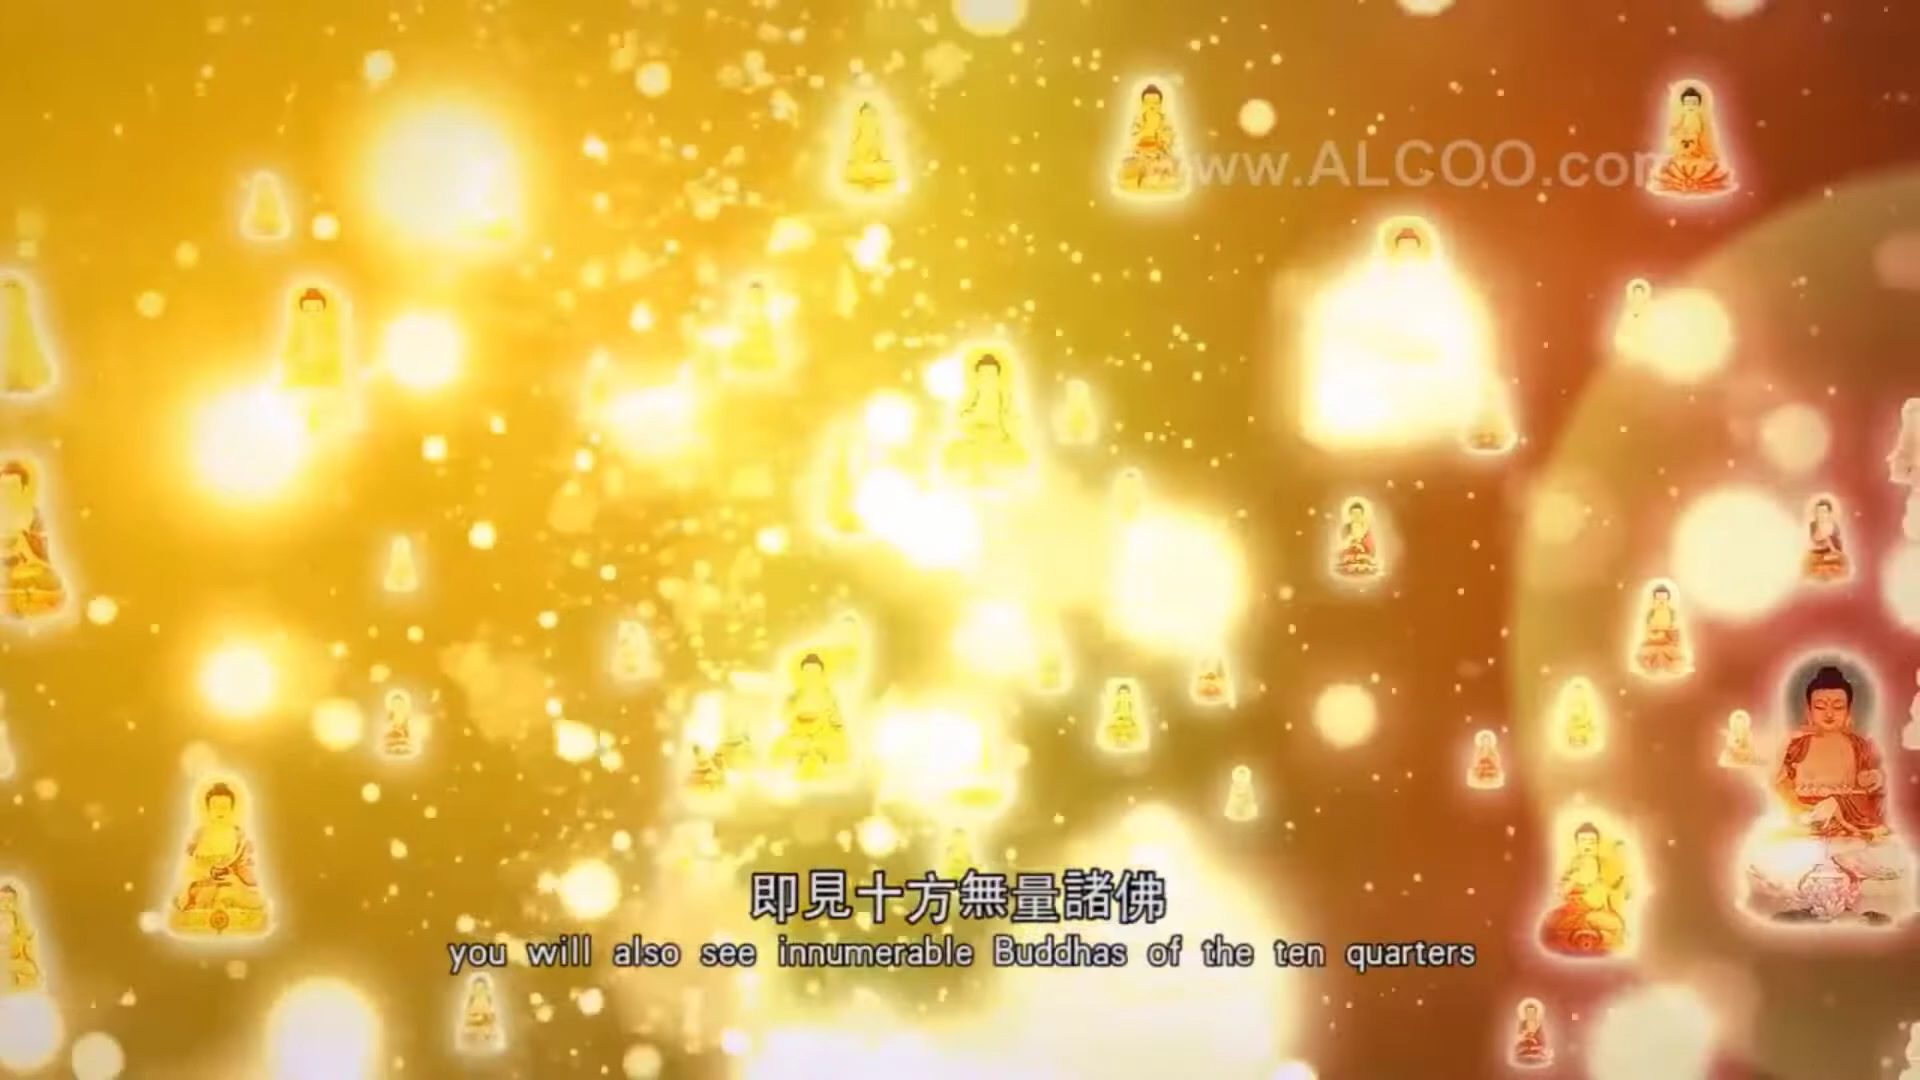 www.ALCOO.com
即見十方無量諸佛
you will also see innumerable Buddhas of the ten quarters